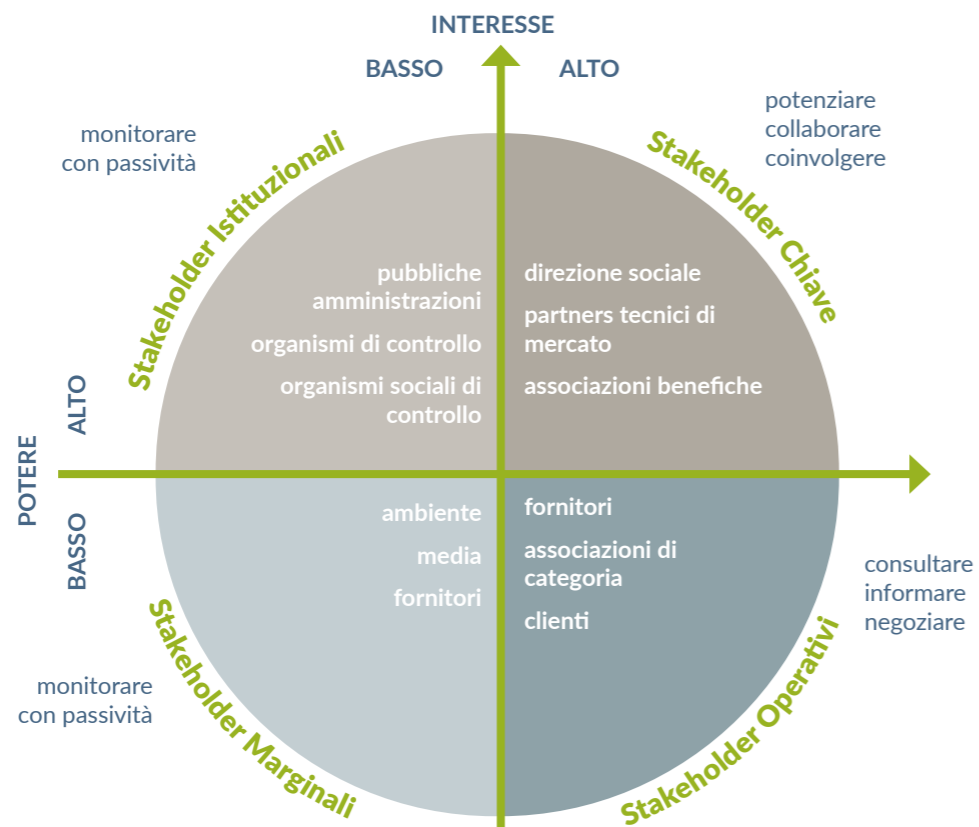 INTERESSE
BASSO
ALTO
monitorare
con passività
potenziare
collaborare
coinvolgere
Stakeholder Istituzionali
Stakeholder Chiave
pubbliche
amministrazioni
organismi di controllo
organismi sociali di
controllo
direzione sociale
partners tecnici di
mercato
associazioni benefiche
POTERE
ALTO
BASSO
ambiente
media
fornitori
fornitori
associazioni di
categoria
clienti
consultare
informare
negoziare
monitorare
con passività
Stakeholder Marginali
Stakeholder Operativi